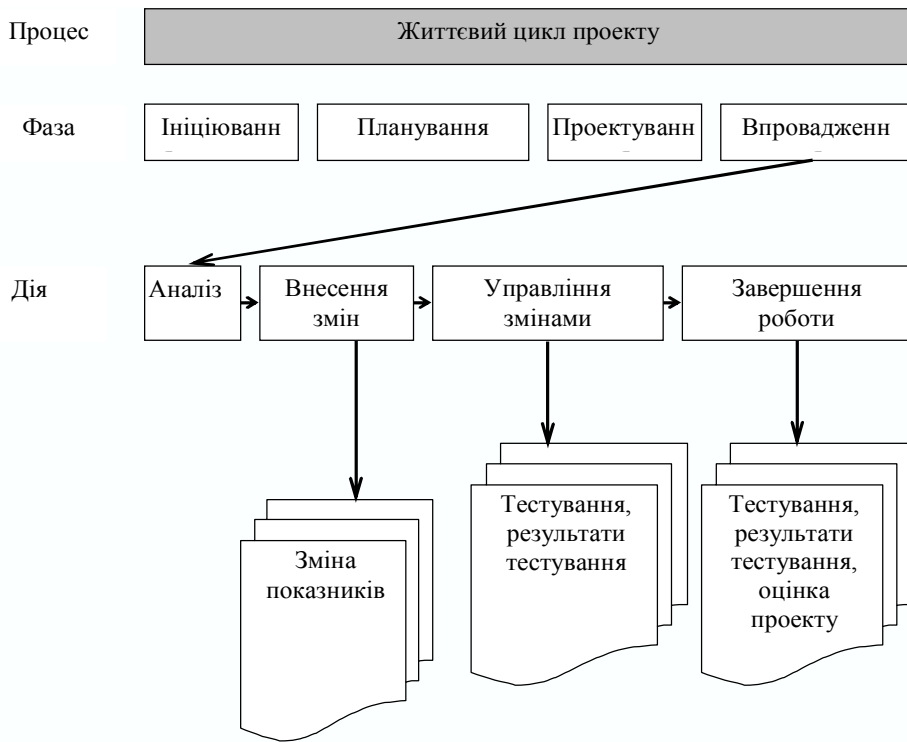 Процес
Життєвий цикл проекту
Фаза
Ініціюванн
Планування
Проектуванн
Впровадженн
Дія
Аналіз
Внесення
змін
Управління
змінами
Завершення
роботи
Зміна
показників
Тестування,
результати
тестування
Тестування,
результати
тестування,
оцінка
проекту